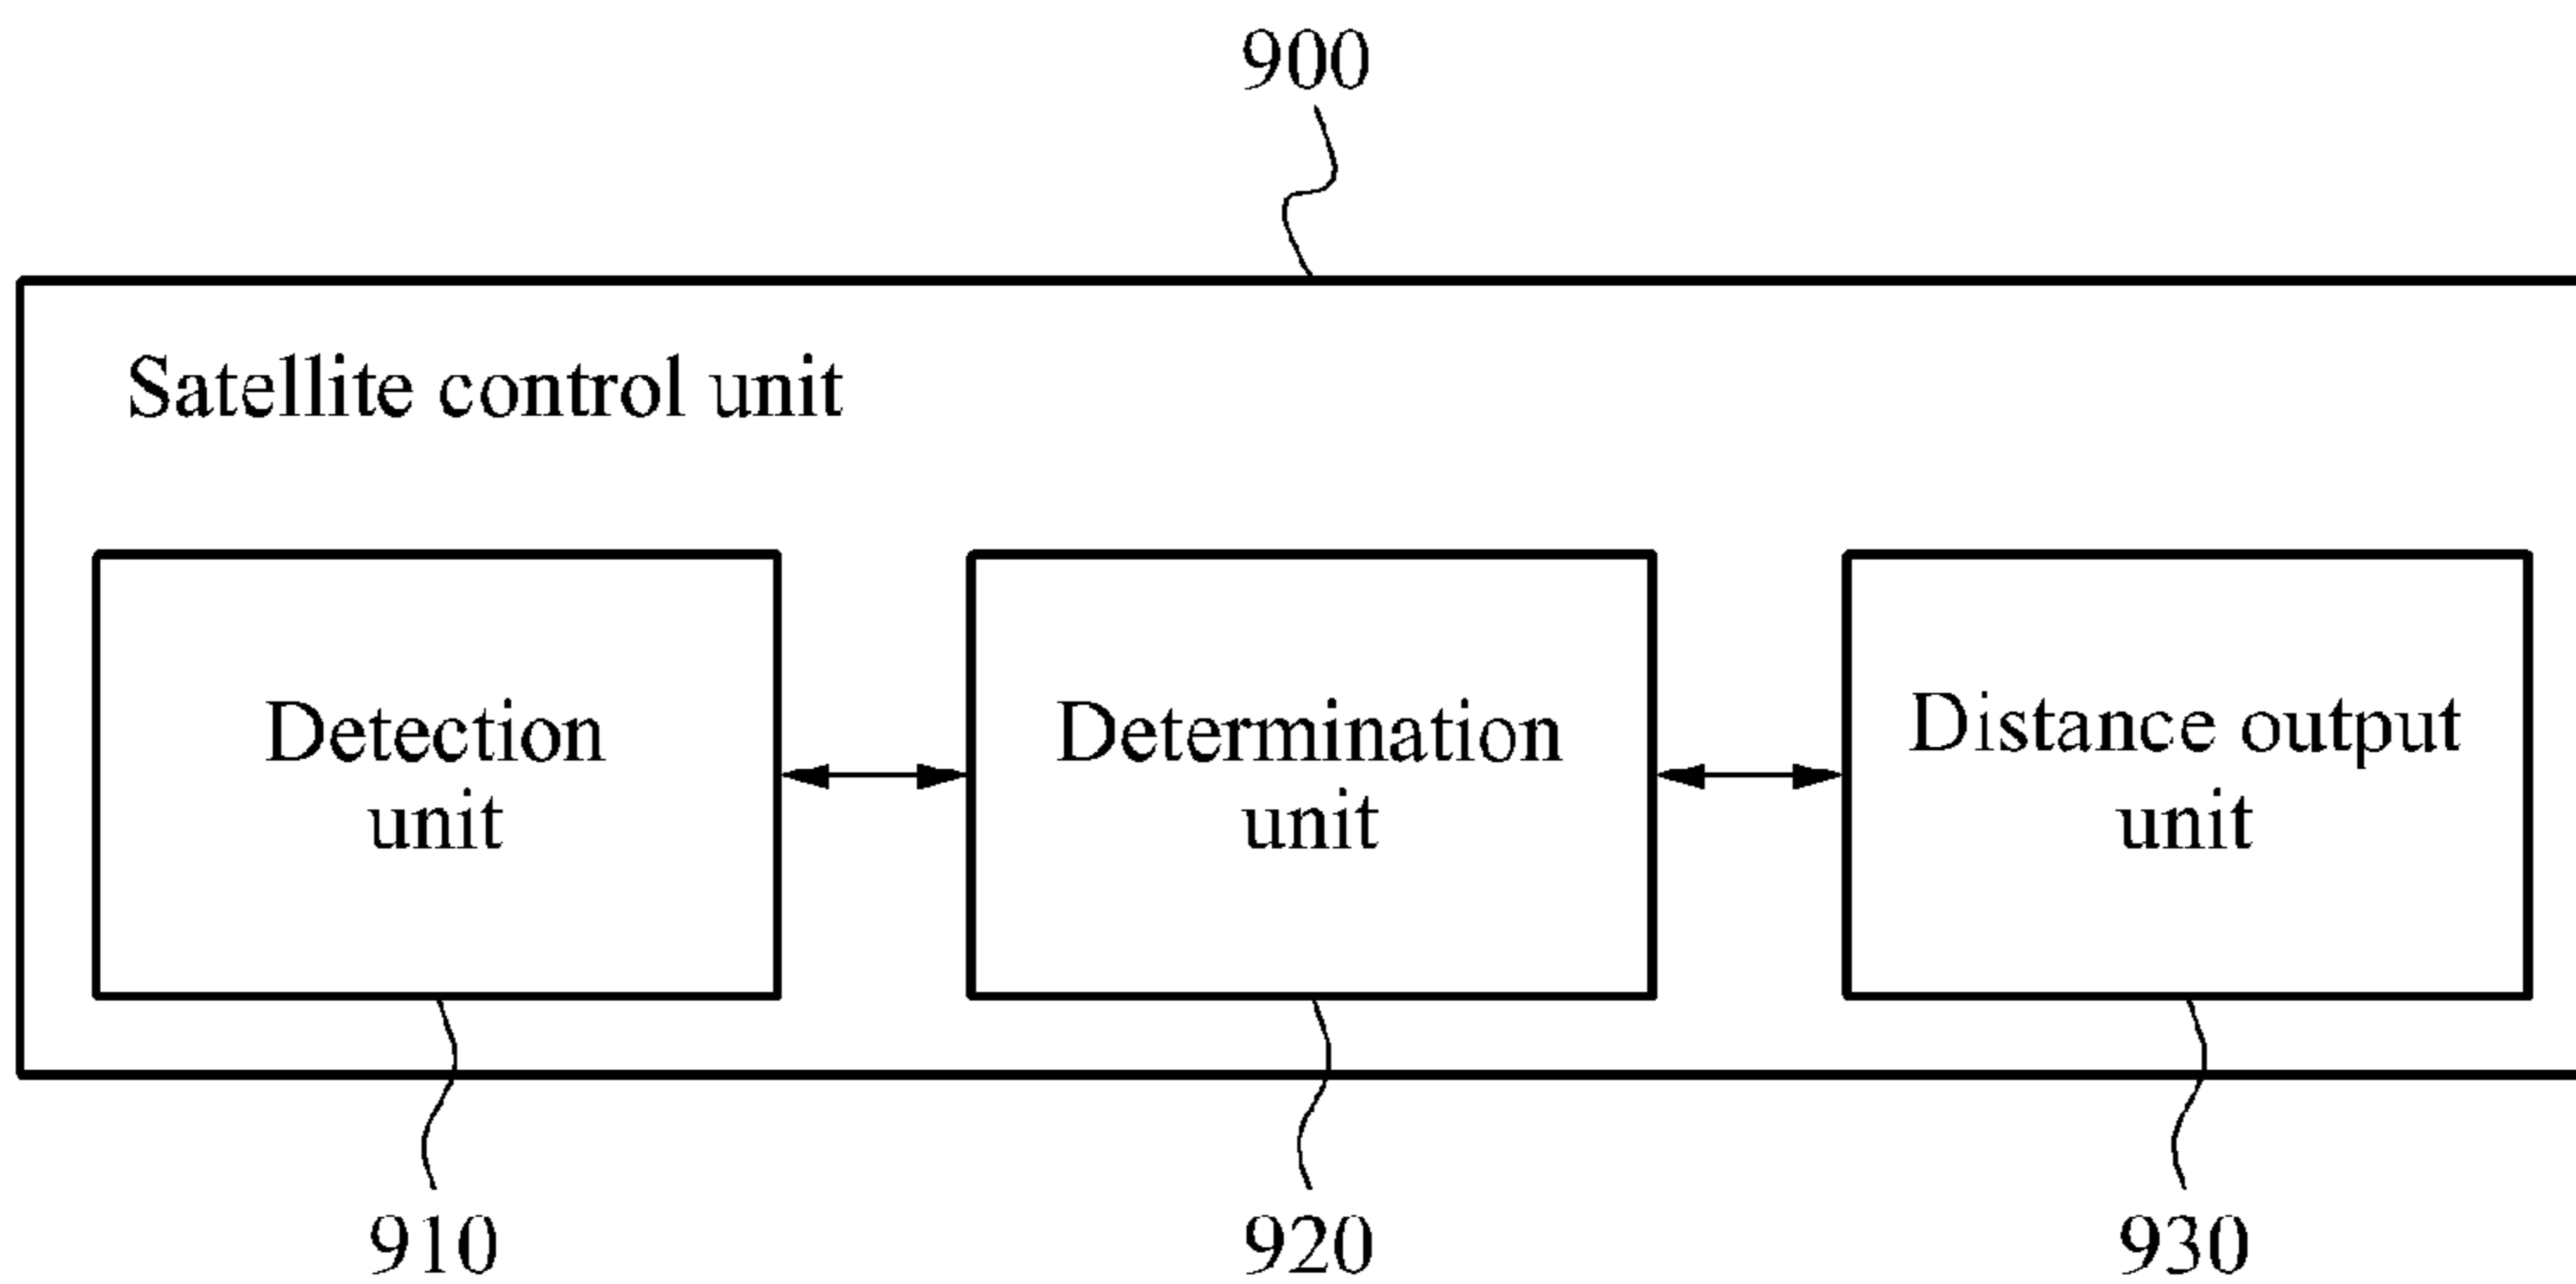 900
Satellite control unit
Detection
unit
Determination
unit
Distance output
unit
910
920
930